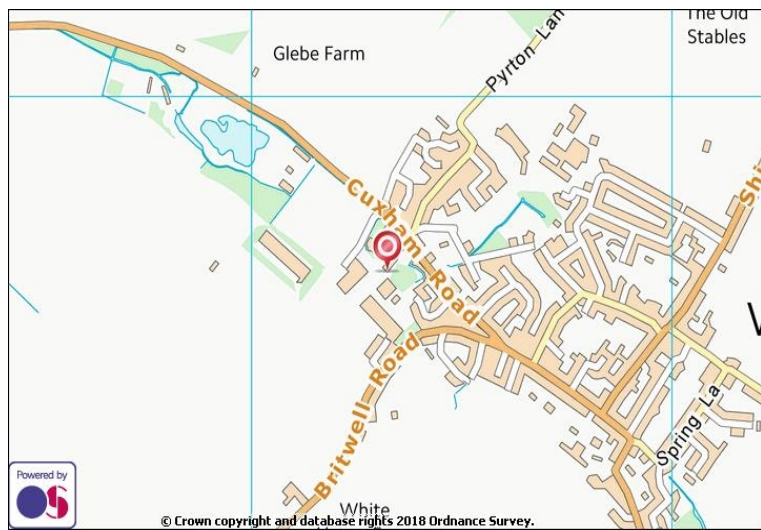 The Old
Stables
Glebe Farm
Pyrton Lan
Cuxham Road
Shi
Britwell Road
Spring La
White
Powered by
OS
© Crown copyright and database rights 2018 Ordnance Survey.